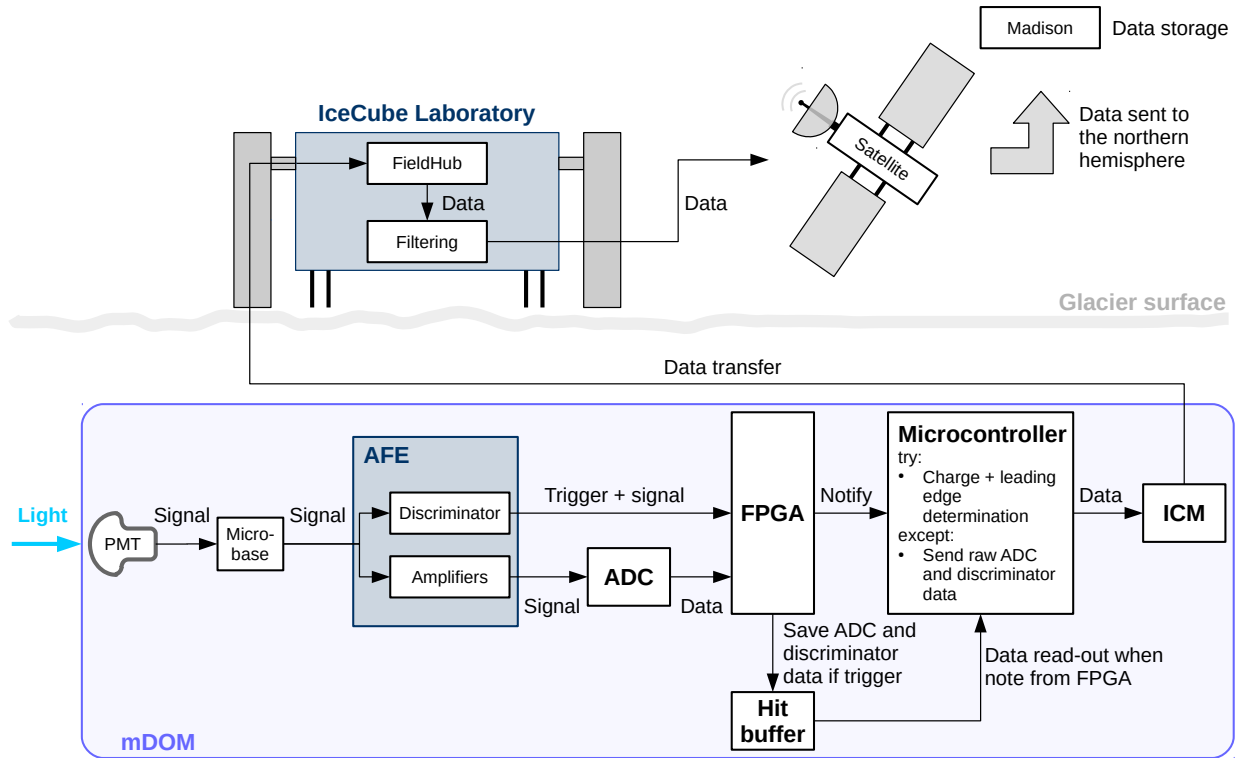 Madison
Data storage
IceCube Laboratory
Data sent to
the northern
hemisphere
Satellite
FieldHub
Data
Filtering
Data
Glacier surface
Data transfer
Light
PMT
Signal
Micro-
base
Signal
AFE
Discriminator
Amplifiers
Trigger + signal
Signal
ADC
Data
FPGA
Notify
Microcontroller
try:
• Charge + leading
edge
determination
except:
• Send raw ADC
and discriminator
data
Data
ICM
Save ADC and
discriminator
data if trigger
Hit
buffer
Data read-out when
note from FPGA
mDOM